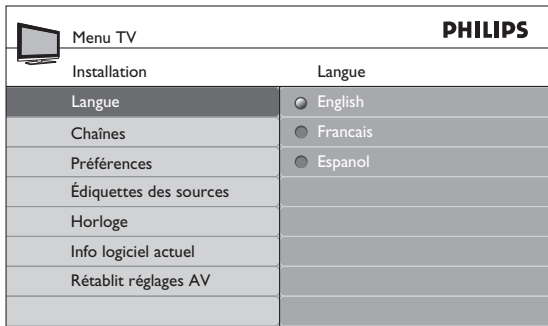 Menu TV
PHILIPS
Installation
Langue
Langue
English
Chaînes
Francais
Préférences
Espanol
Édiquettes des sources
Horloge
Info logiciel actuel
Rétablit réglages AV